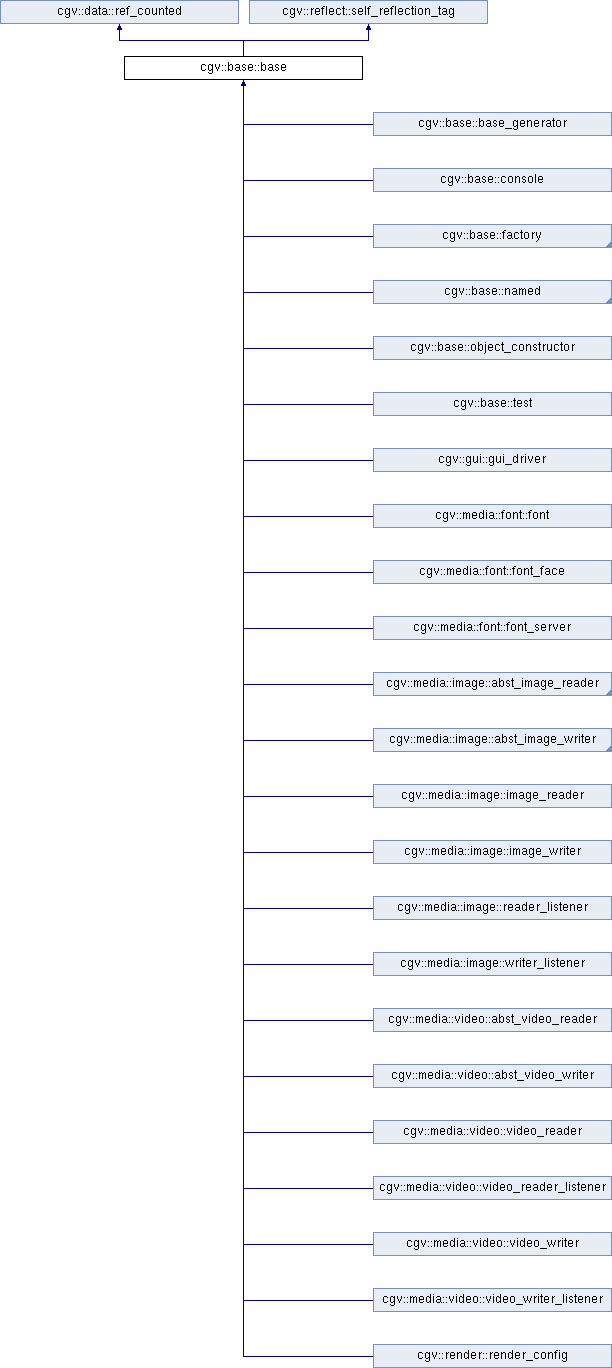 cgv::data::ref_counted
cgv::reflect::self_reflection_tag
cgv::base::base
cgv::base::base_generator
cgv::base::console
cgv::base::factory
cgv::base::named
cgv::base::object_constructor
cgv::base::test
cgv::gui::gui_driver
cgv::media::font::font
cgv::media::font::font_face
cgv::media::font::font_server
cgv::media::image::abst_image_reader
cgv::media::image::abst_image_writer
cgv::media::image::image_reader
cgv::media::image::image_writer
cgv::media::image::reader_listener
cgv::media::image::writer_listener
cgv::media::video::abst_video_reader
cgv::media::video::abst_video_writer
cgv::media::video::video_reader
cgv::media::video::video_reader_listener
cgv::media::video::video_writer
cgv::media::video::video_writer_listener
cgv::render::render_config